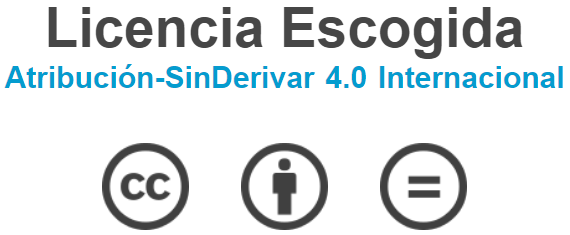 Licencia Escogida
Atribución-SinDerivar 4.0 Internacional
cc